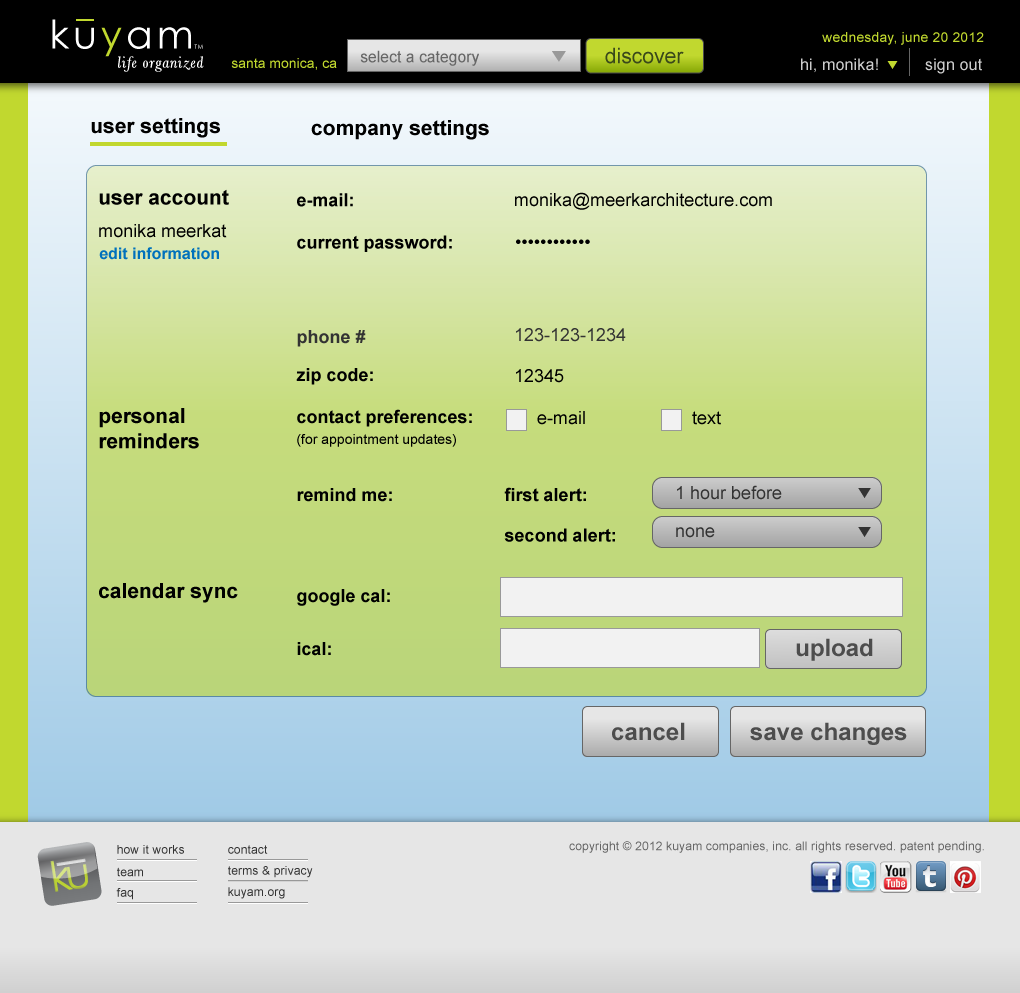 kūyam™
life organized
santa monica, ca
select a category
discover
wednesday, june 20 2012
hi, monika!
sign out
user settings
company settings
user account
monika meerkat
edit information
e-mail:
monika@meerkarchitecture.com
current password:
••••••••••••
phone #
123-123-1234
zip code:
12345
personal
reminders
contact preferences:
(for appointment updates)
e-mail
text
remind me:
first alert:
1 hour before
second alert:
none
calendar sync
google cal:
ical:
upload
cancel
save changes
kū
how it works
team
faq
contact
terms & privacy
kuyam.org
copyright © 2012 kuyam companies, inc. all rights reserved. patent pending.
f
t
You
Tube
t
p